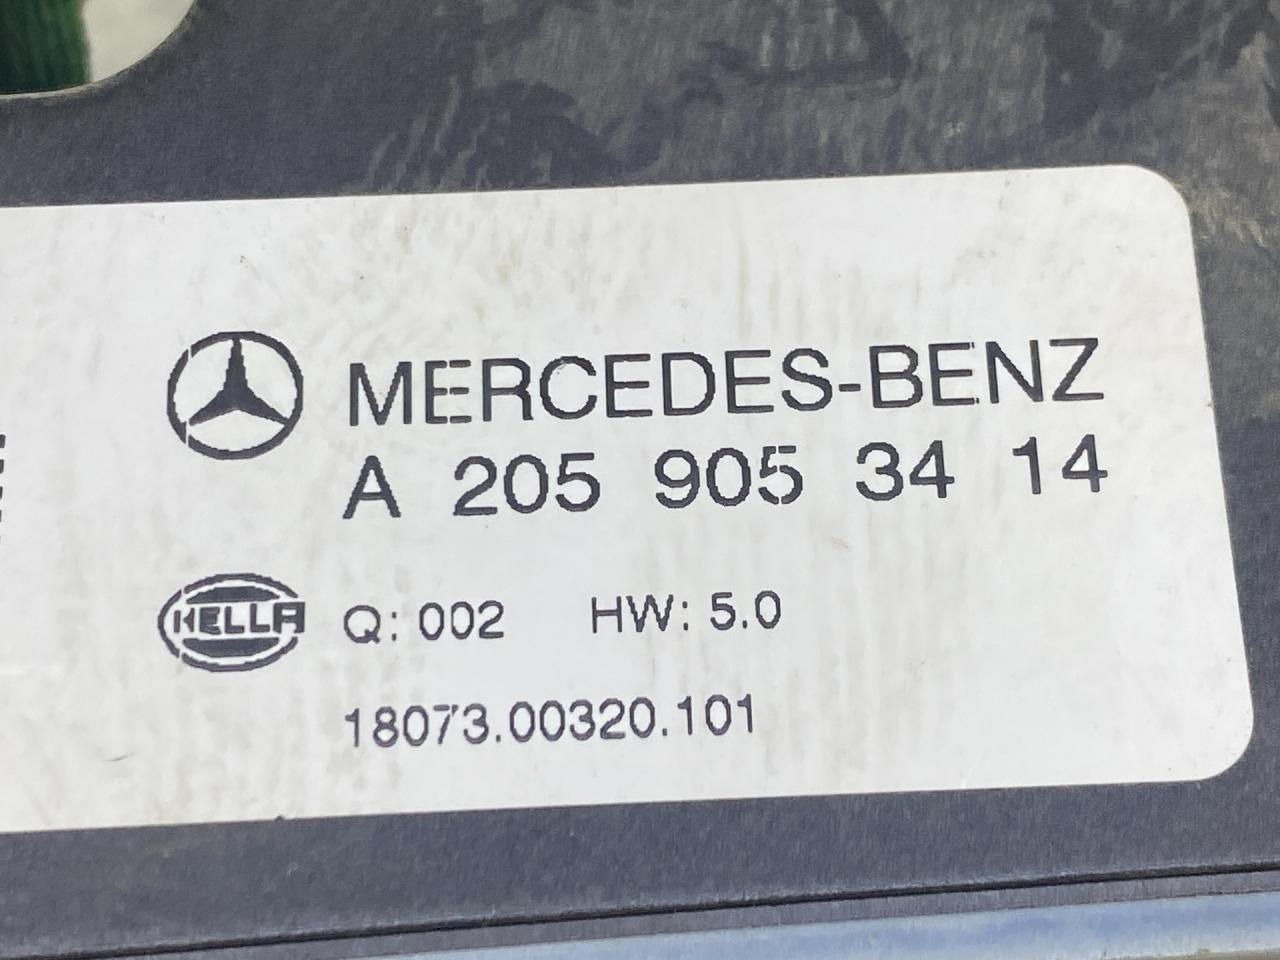 MERCEDES-BENZ
A 205 905 34 14
HELLA Q: 002 HW: 5.0
18073.00320.101